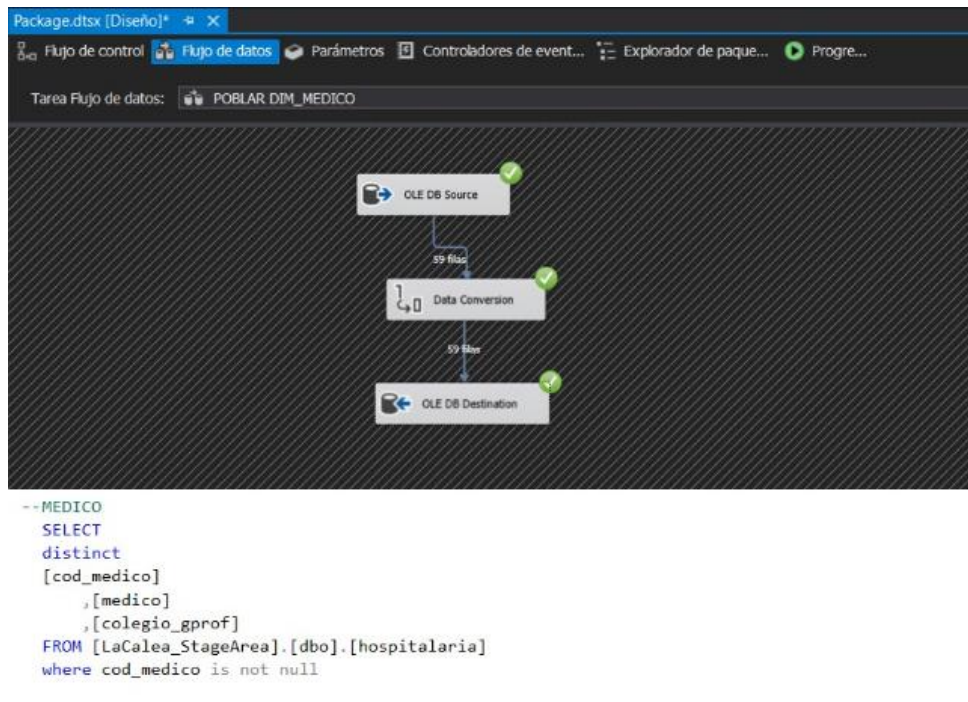 Package.dtsx [Diseño]*
Flujo de control Flujo de datos Parámetros Controladores de event... Explorador de paque... Progre...
Tarea Flujo de datos: POBLAR DIM_MEDICO
OLE DB Source
59 filas
Data Conversion
59 filas
OLE DB Destination
--MEDICO
SELECT
distinct
[cod_medico]
,[medico]
,[colegio_gprof]
FROM [LaCalea_StageArea].[dbo].[hospitalaria]
where cod_medico is not null